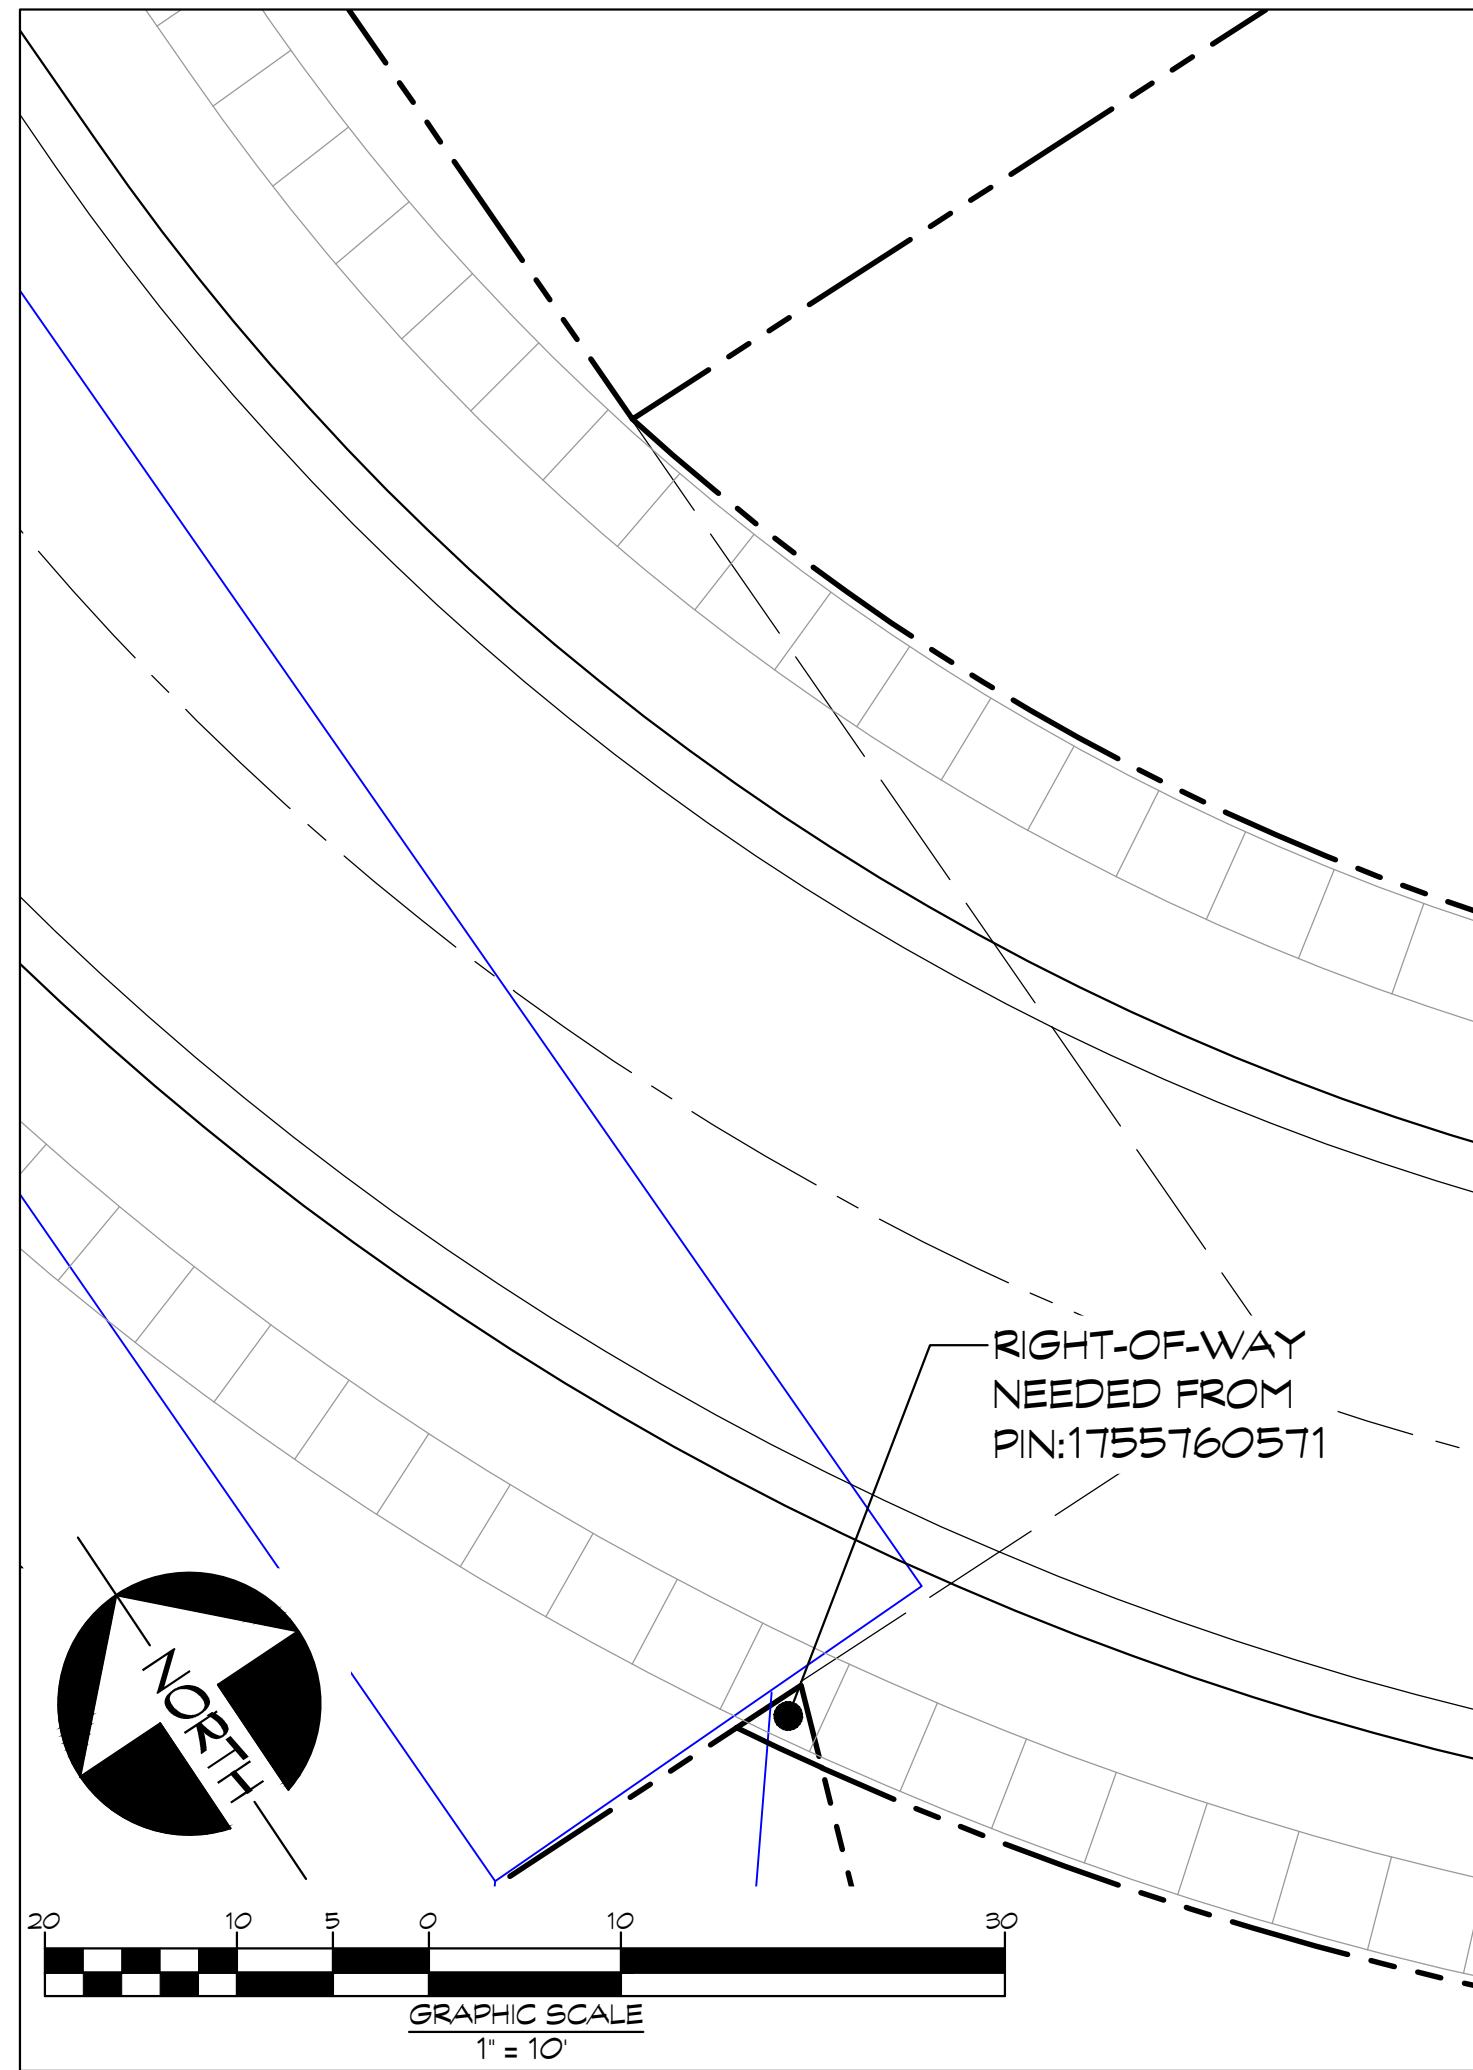 RIGHT-OF-WAY
NEEDED FROM
PIN:1755760571
NORTH
20 10 5 0 10 30
GRAPHIC SCALE
1" = 10'